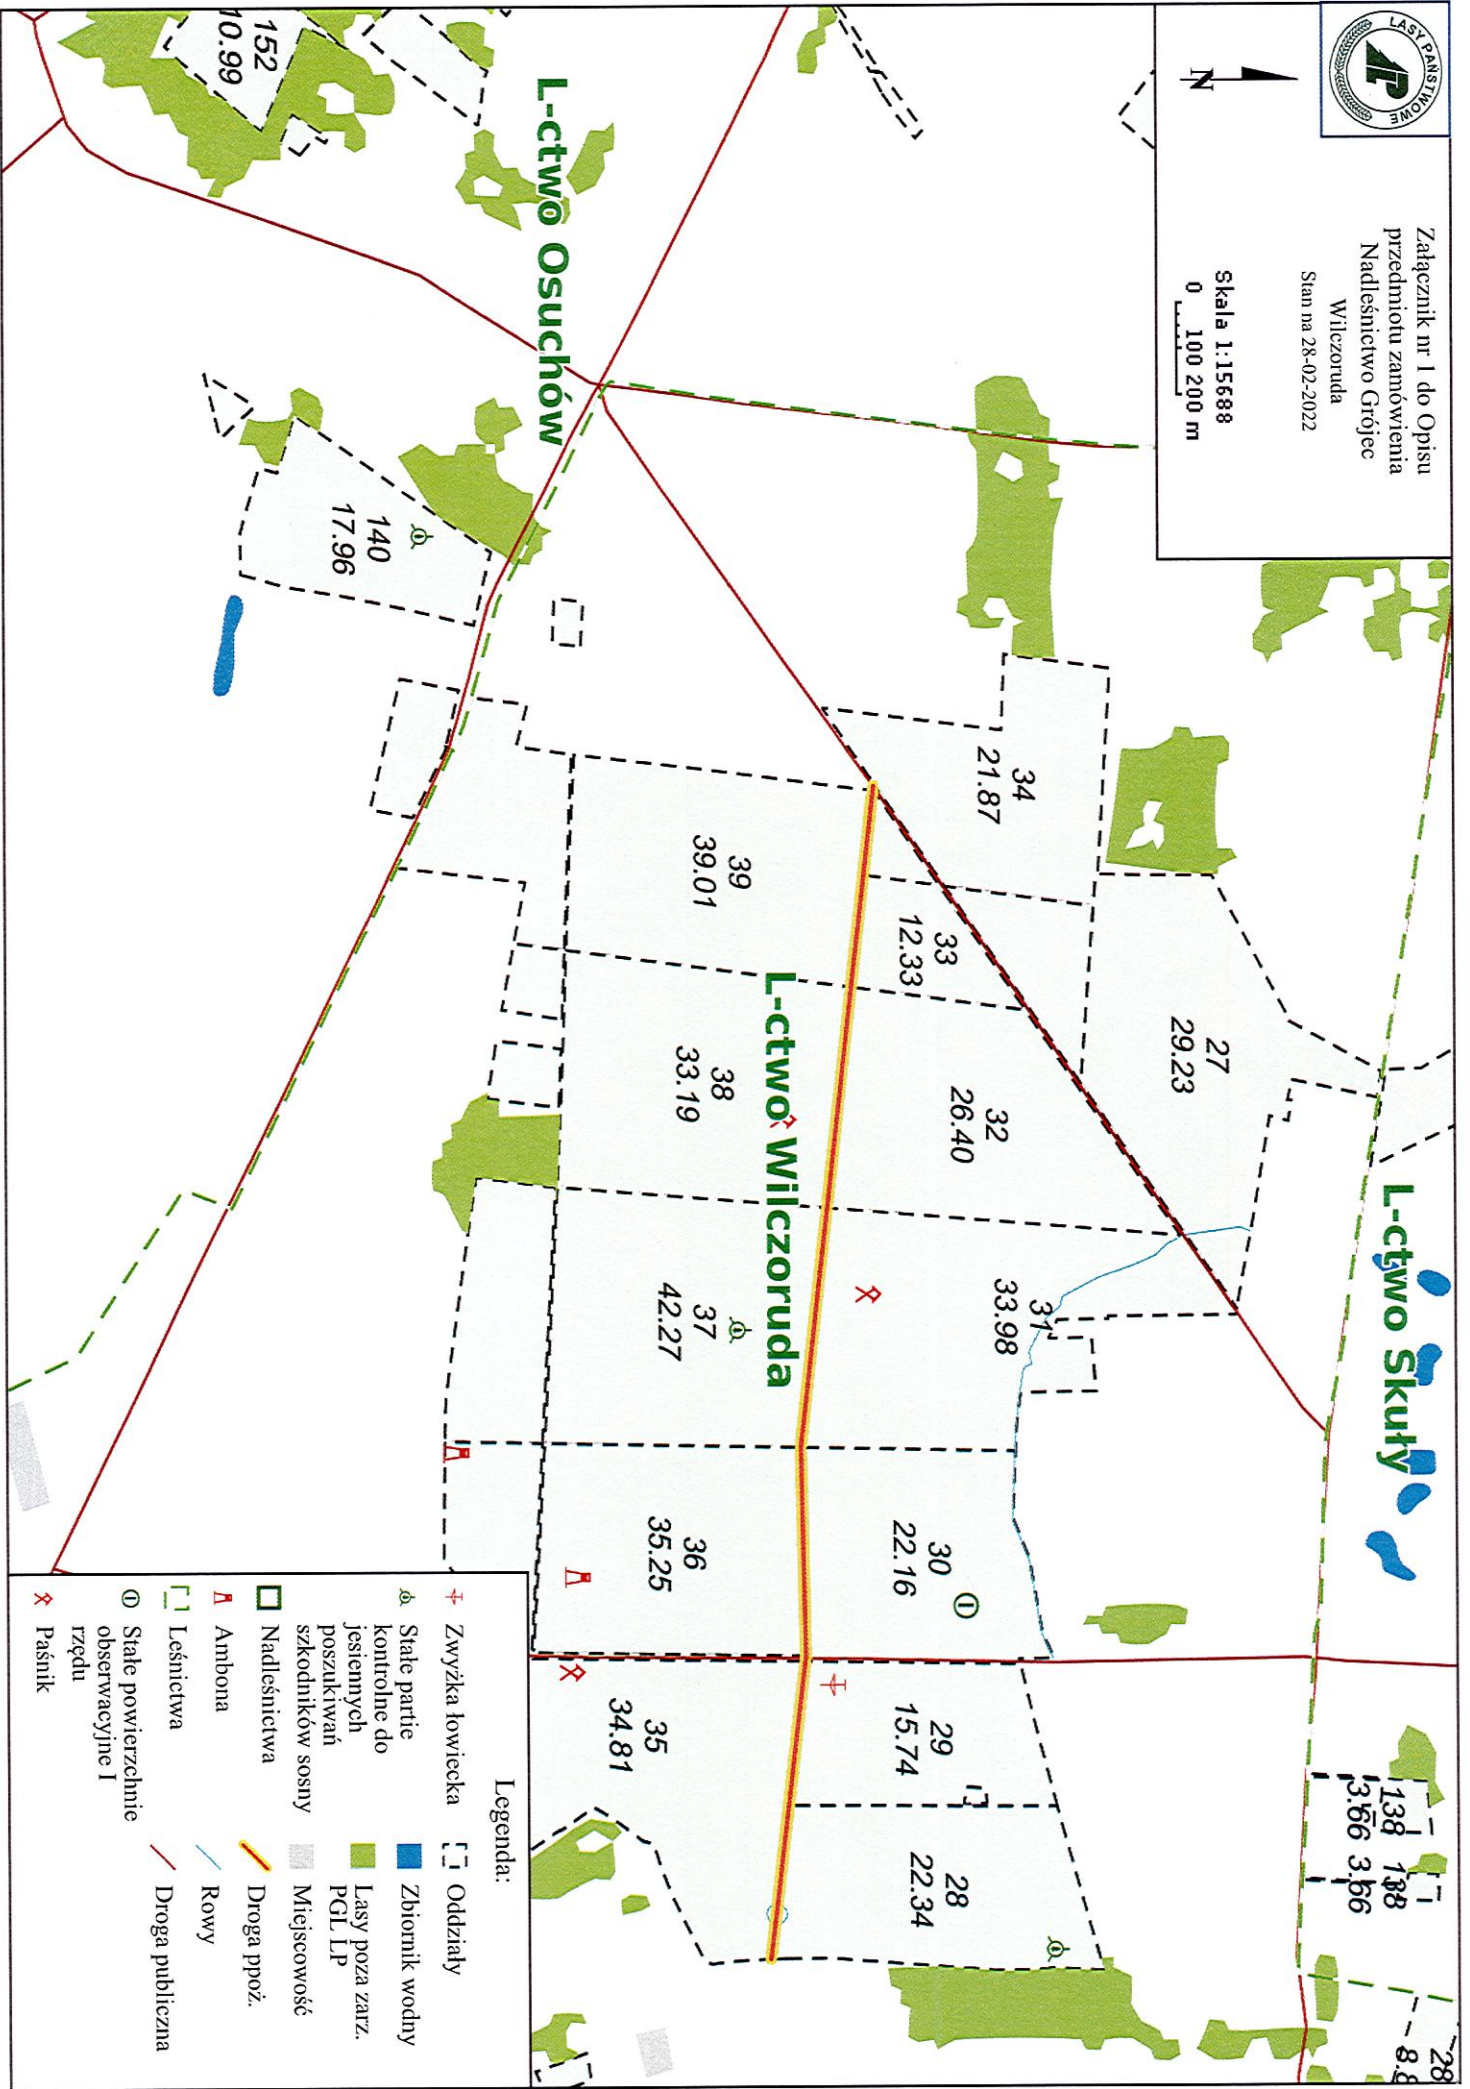 LASY PAŃSTWOWE
LP
N
Załącznik nr 1 do Opisu
przedmiotu zamówienia
Nadleśnictwo Grójec
Wilczoruda
Stan na 28-02-2022
Skala 1:15688
0 100 200 m
L-ctwo Skuły
138
3.66
138
3.66
28
8.8
27
29.23
34
21.87
33
12.33
32
26.40
31
33.98
30
22.16
29
15.74
28
22.34
L-ctwo Wilczoruda
39
39.01
38
33.19
37
42.27
36
35.25
35
34.81
L-ctwo Osuchów
152
10.99
140
17.96
Legenda:
Zwyżka łowiecka
Stałe partie
kontrolne do
jesiennych
poszukiwań
szkodników sosny
Nadleśnictwa
Ambona
Leśnictwa
Stałe powierzchnie
obserwacyjne I
rzędu
Paśnik
Oddziały
Zbiornik wodny
Lasy poza zarz.
PGL LP
Miejscowość
Droga ppoż.
Rowy
Droga publiczna